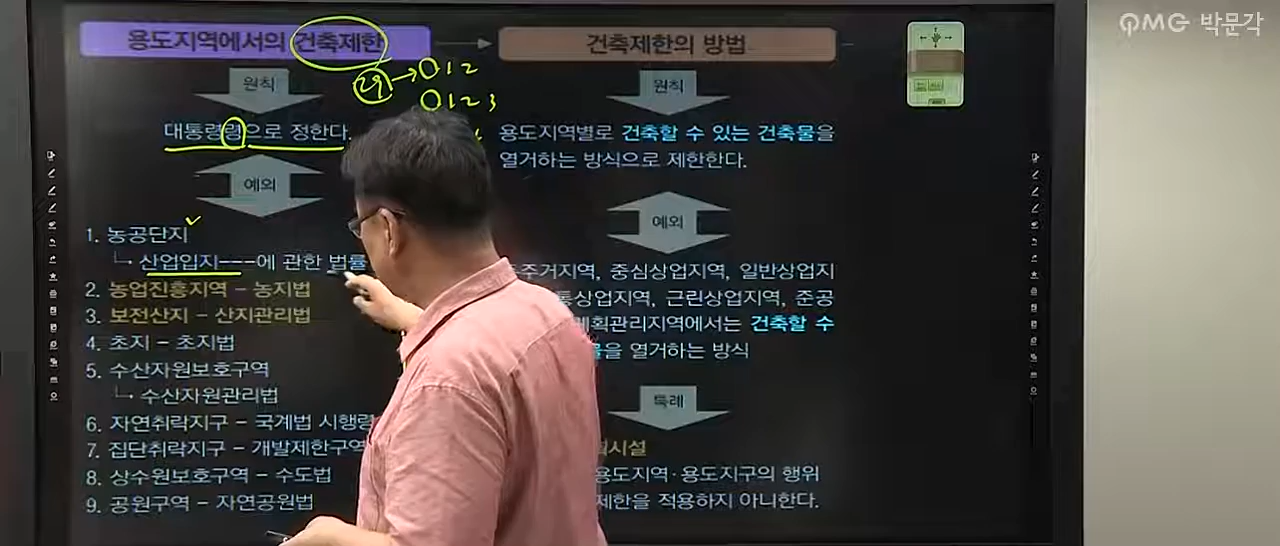 PMG 박문각
용도지역에서의 건축제한
원칙
012
0123
대통령령으로 정한다.
예외
1. 농공단지
산업입지---에 관한 법률
2. 농업진흥지역 - 농지법
3. 보전산지 - 산지관리법
4. 초지 - 초지법
5. 수산자원보호구역
수산자원관리법
6. 자연취락지구 - 국계법 시행령
7. 집단취락지구 - 개발제한구역
8. 상수원보호구역 - 수도법
9. 공원구역 - 자연공원법
건축제한의 방법
원칙
용도지역별로 건축할 수 있는 건축물을
열거하는 방식으로 제한한다.
예외
주거지역, 중심상업지역, 일반상업지
통상업지역, 근린상업지역, 준공
계획관리지역에서는 건축할 수
을 열거하는 방식
특례
시설
용도지역·용도지구의 행위
제한을 적용하지 아니한다.